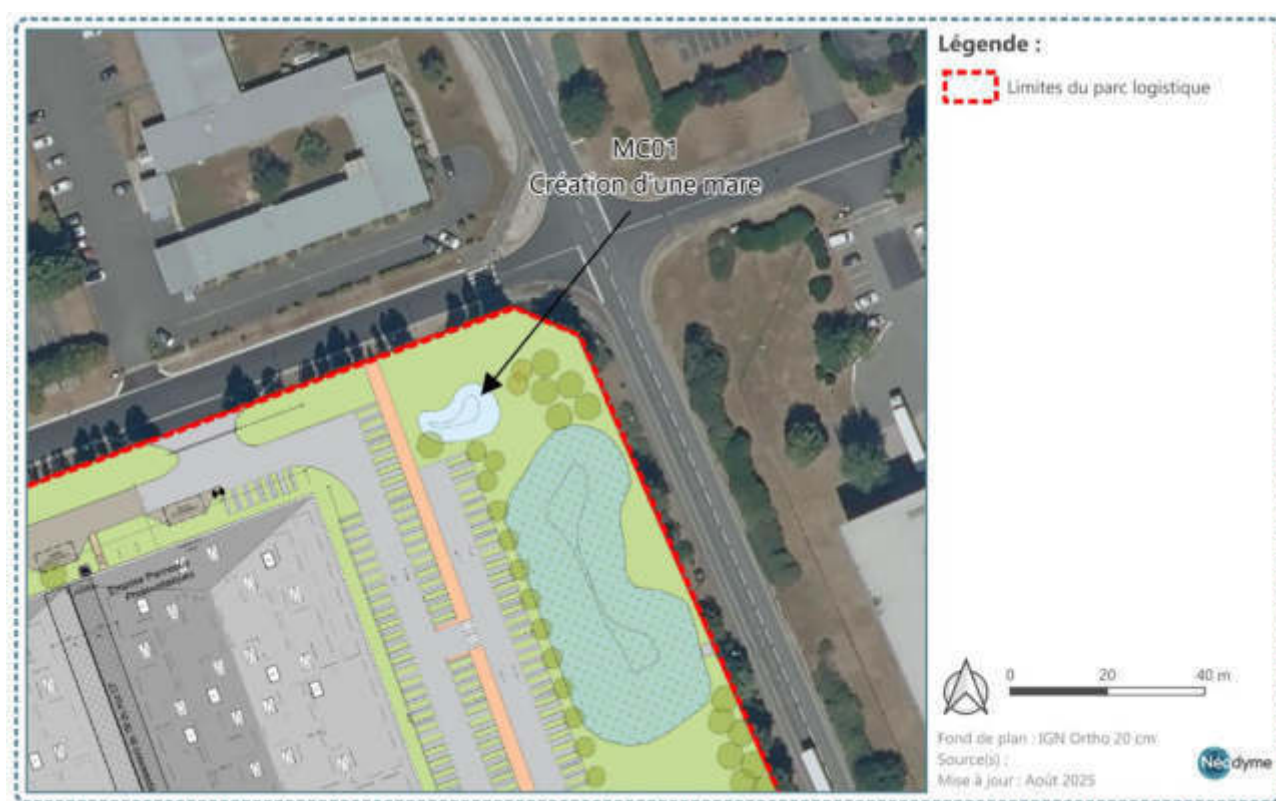 MC01
Création d'une mare
Légende :
Limites du parc logistique
0 20 40 m
Fond de plan : IGN Ortho 20 cm
Source(s) :
Mise à jour : Août 2025
Néodyme